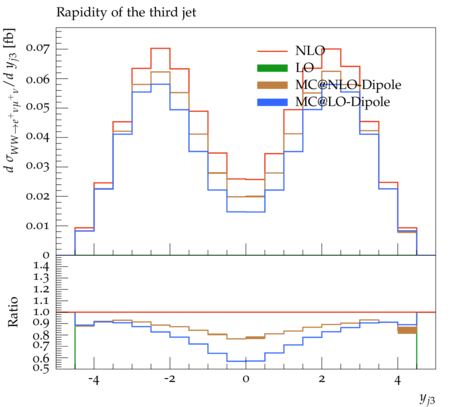 Rapidity of the third jet
d σWW→e+νμ+ν/d yj3 [fb]
0.07
0.06
0.05
0.04
0.03
0.02
0.01
0
NLO
LO
MC@NLO-Dipole
MC@LO-Dipole
Ratio
1.4
1.3
1.2
1.1
1.0
0.9
0.8
0.7
0.6
0.5
-4 -2 0 2 4
yj3